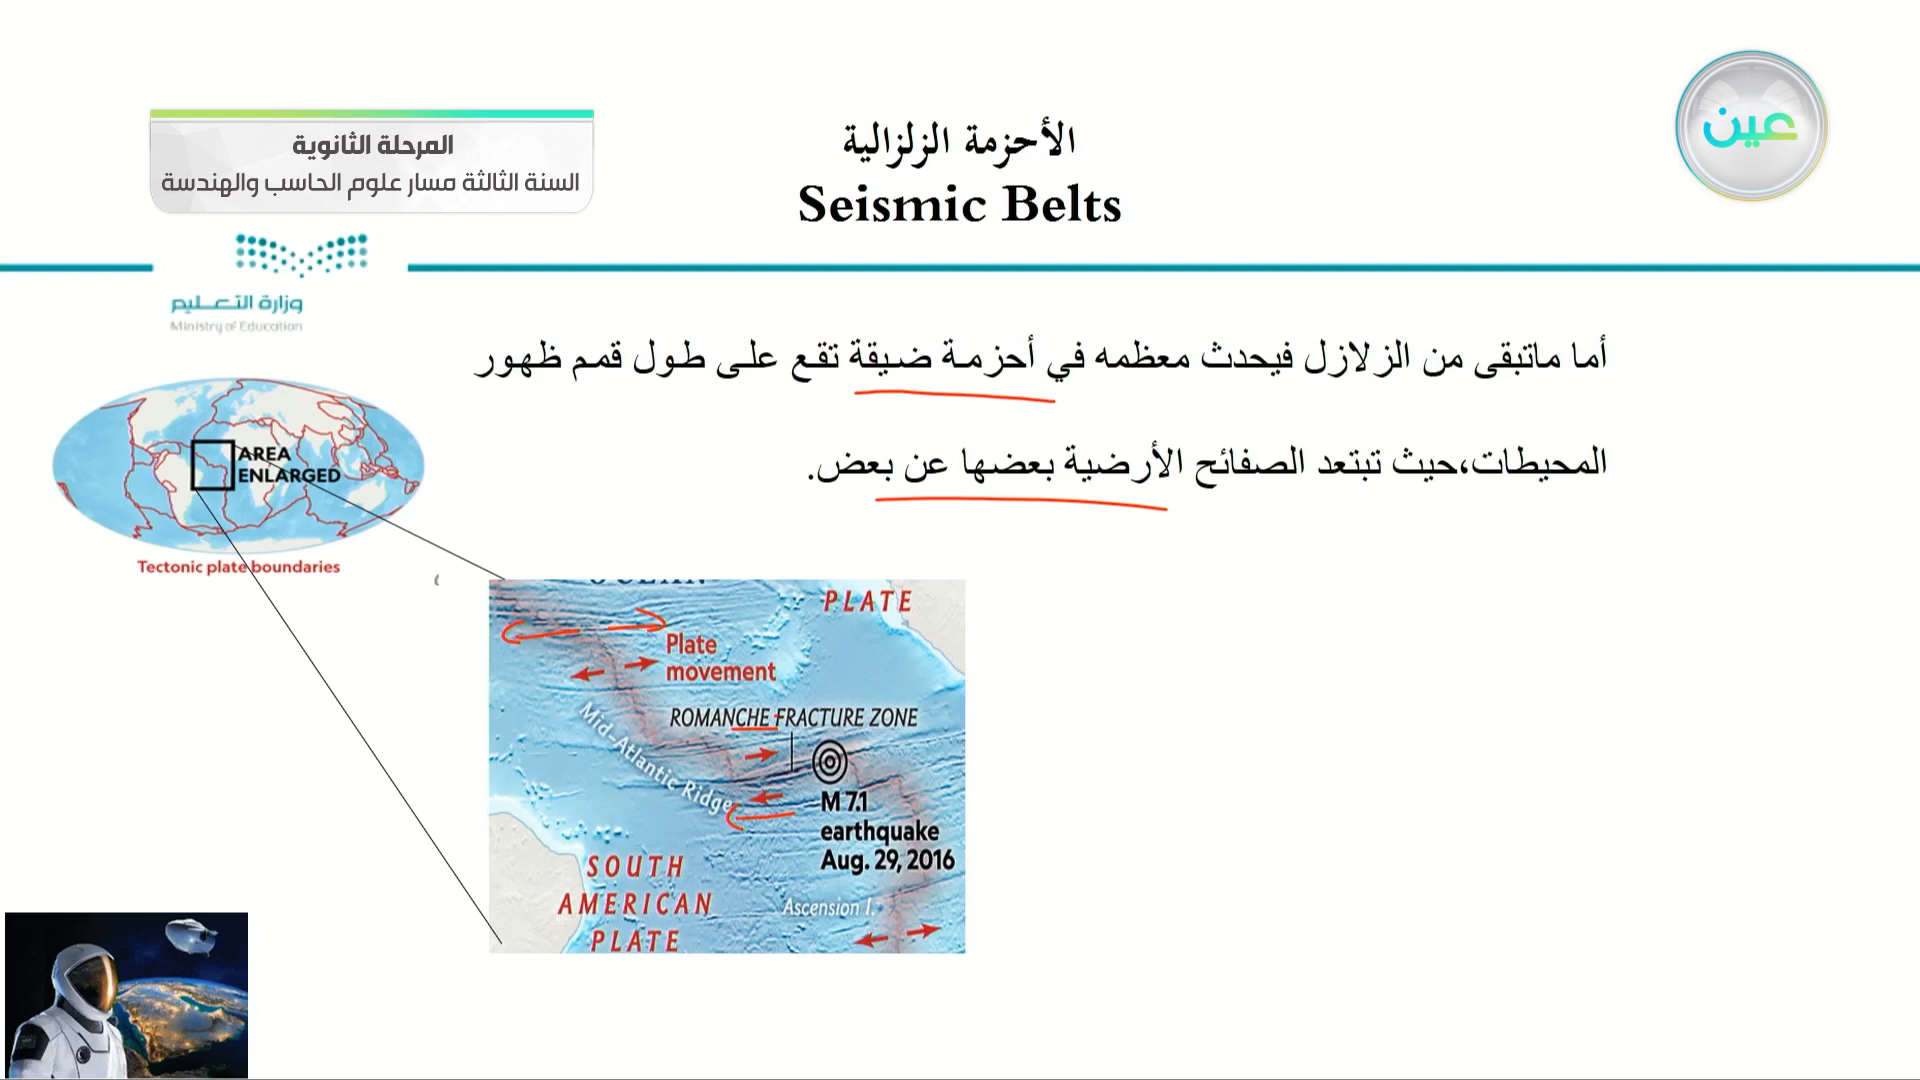 المرحلة الثانوية
السنة الثالثة مسار علوم الحاسب والهندسة
الأحزمة الزلزالية
Seismic Belts
عين
وزارة التعليم
Ministry of Education
أما ماتبقى من الزلازل فيحدث معظمه في أحزمة ضيقة تقع على طول قمم ظهور
المحيطات،حيث تبتعد الصفائح الأرضية بعضها عن بعض.
AREA
ENLARGED
Tectonic plate boundaries
OCEAN
PLATE
Plate
movement
ROMANCHE FRACTURE ZONE
Mid-Atlantic Ridge
M 7.1
earthquake
Aug. 29, 2016
SOUTH
AMERICAN
PLATE
Ascension I.